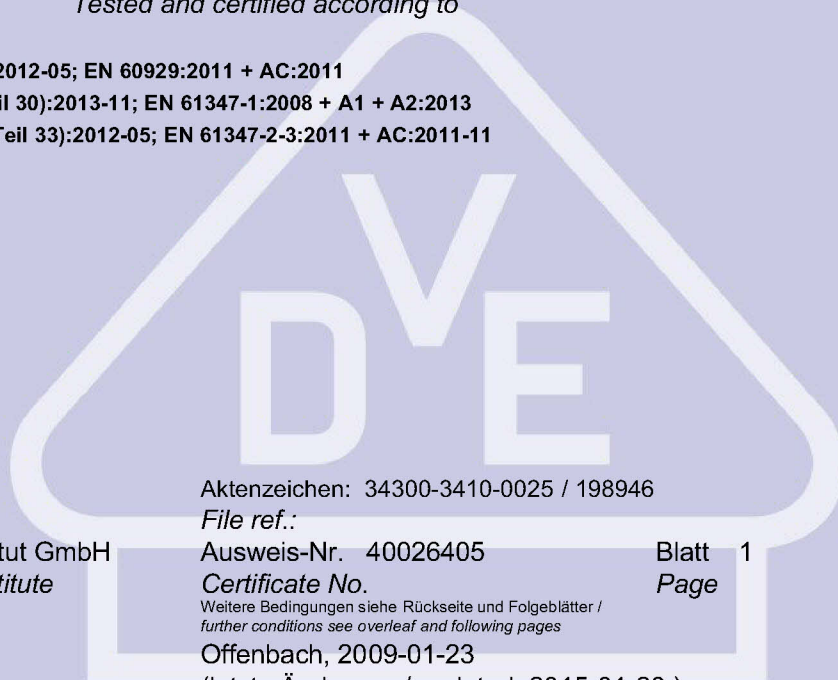 Tested and certified according to
2012-05; EN 60929:2011 + AC:2011
30):2013-11; EN 61347-1:2008 + A1 + A2:2013
Teil 33):2012-05; EN 61347-2-3:2011 + AC:2011-11
VDE
Aktenzeichen: 34300-3410-0025 / 198946
File ref.:
GmbH Ausweis-Nr. 40026405 Blatt 1
Certificate No. Page
Weitere Bedingungen siehe Rückseite und Folgeblätter /
further conditions see overleaf and following pages
Offenbach, 2009-01-23